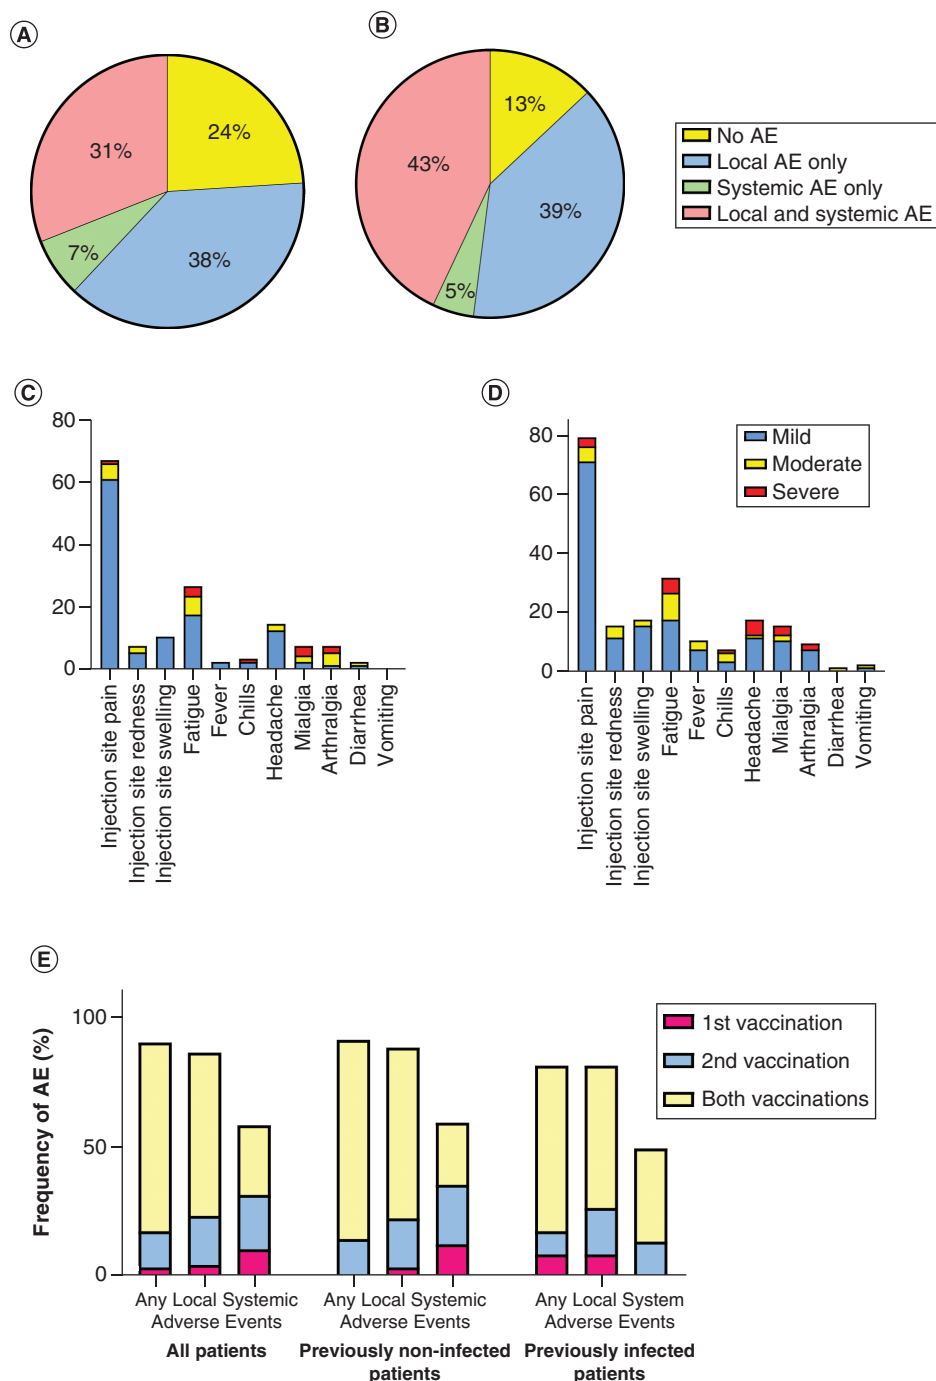 A
B
24%
38%
7%
31%
13%
39%
5%
43%
No AE
Local AE only
Systemic AE only
Local and systemic AE
C
80
60
40
20
0
Injection site pain
Injection site redness
Injection site swelling
Fatigue
Fever
Chills
Headache
Mialgia
Arthralgia
Diarrhea
Vomiting
D
80
60
40
20
0
Mild
Moderate
Severe
Injection site pain
Injection site redness
Injection site swelling
Fatigue
Fever
Chills
Headache
Mialgia
Arthralgia
Diarrhea
Vomiting
E
Frequency of AE (%)
100
50
0
1st vaccination
2nd vaccination
Both vaccinations
Any Local Systemic
Adverse Events
All patients
Any Local Systemic
Adverse Events
Previously non-infected
patients
Any Local System
Adverse Events
Previously infected
patients